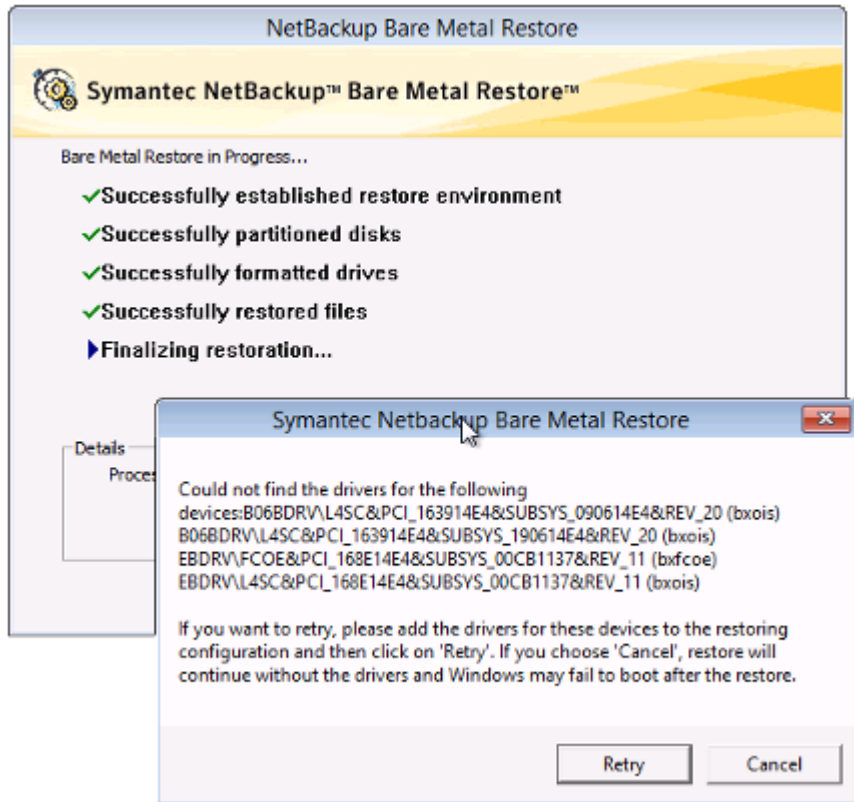 NetBackup Bare Metal Restore
Symantec NetBackup™ Bare Metal Restore™
Bare Metal Restore in Progress...
✓Successfully established restore environment
✓Successfully partitioned disks
✓Successfully formatted drives
✓Successfully restored files
Finalizing restoration...
Details
Symantec Netbackup Bare Metal Restore
Could not find the drivers for the following
devices:B06BDRV\L4SC&PCI_163914E4&SUBSYS_090614E4&REV_20 (bxois)
B06BDRV\L4SC&PCI_163914E4&SUBSYS_190614E4&REV_20 (bxois)
EBDRV\FCOE&PCI_168E14E4&SUBSYS_00CB1137&REV_11 (bxfcoe)
EBDRV\L4SC&PCI_168E14E4&SUBSYS_00CB1137&REV_11 (bxois)
If you want to retry, please add the drivers for these devices to the restoring
configuration and then click on 'Retry'. If you choose 'Cancel', restore will
continue without the drivers and Windows may fail to boot after the restore.
Retry
Cancel